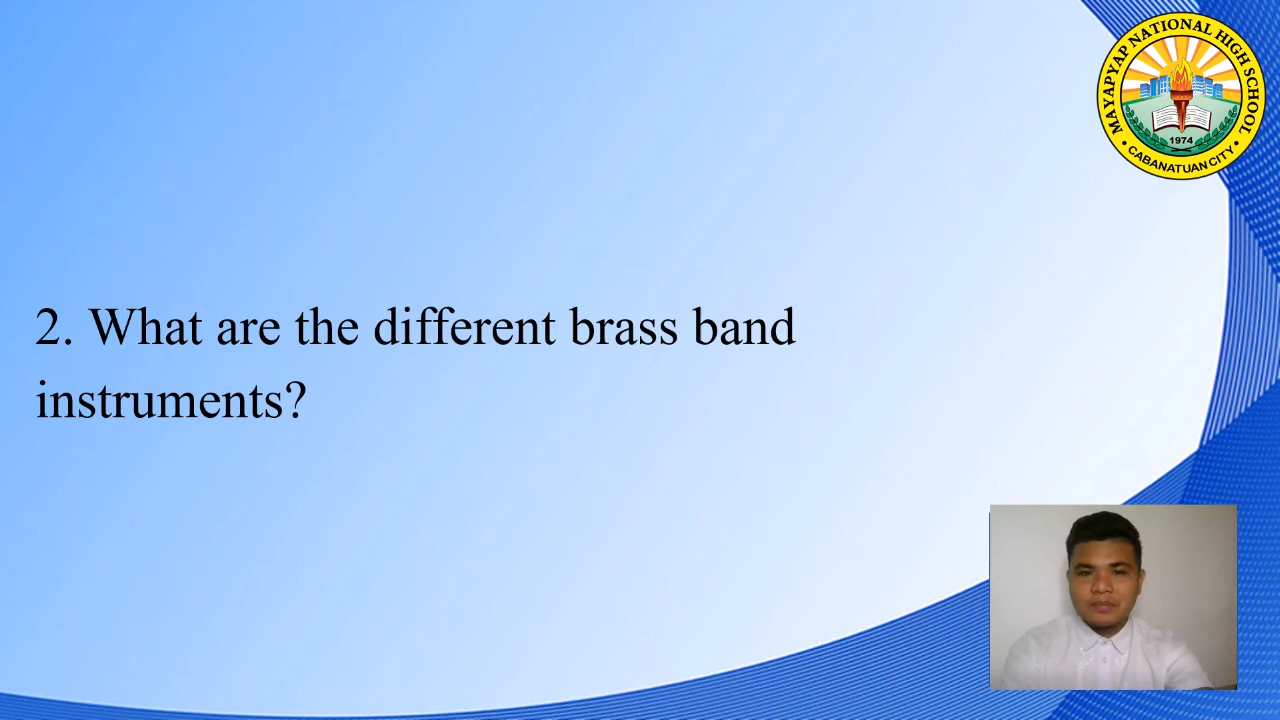 MAYAPYAP NATIONAL HIGH SCHOOL
1974
• CABANATUAN CITY •
2. What are the different brass band
instruments?